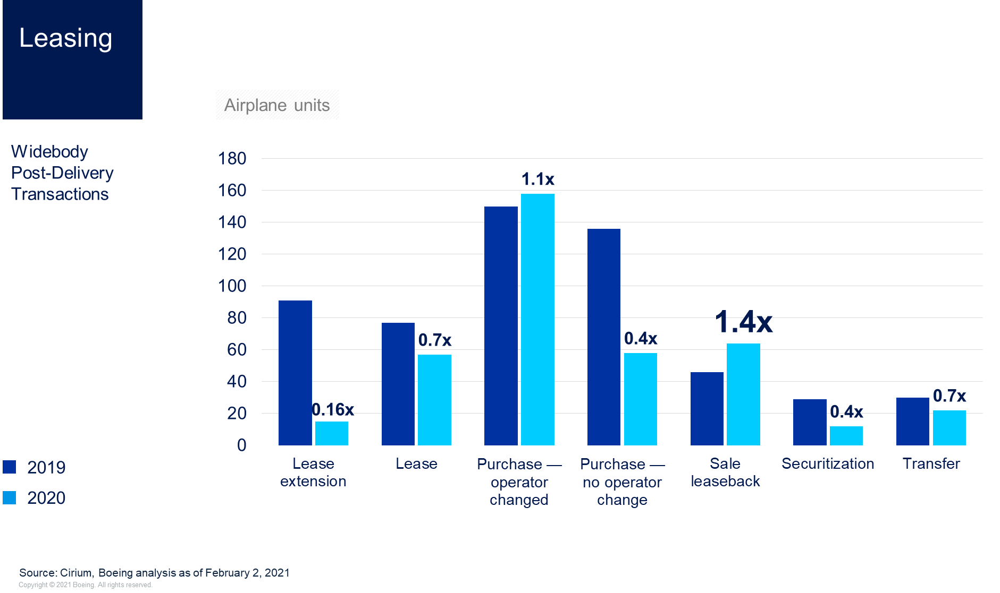 Leasing
Airplane units
Widebody
Post-Delivery
Transactions
180
160
140
120
100
80
60
40
20
0
0.16x
0.7x
1.1x
0.4x
1.4x
0.4x
0.7x
Lease
extension
Lease
Purchase —
operator
changed
Purchase —
no operator
change
Sale
leaseback
Securitization
Transfer
2019
2020
Source: Cirium, Boeing analysis as of February 2, 2021
Copyright © 2021 Boeing. All rights reserved.